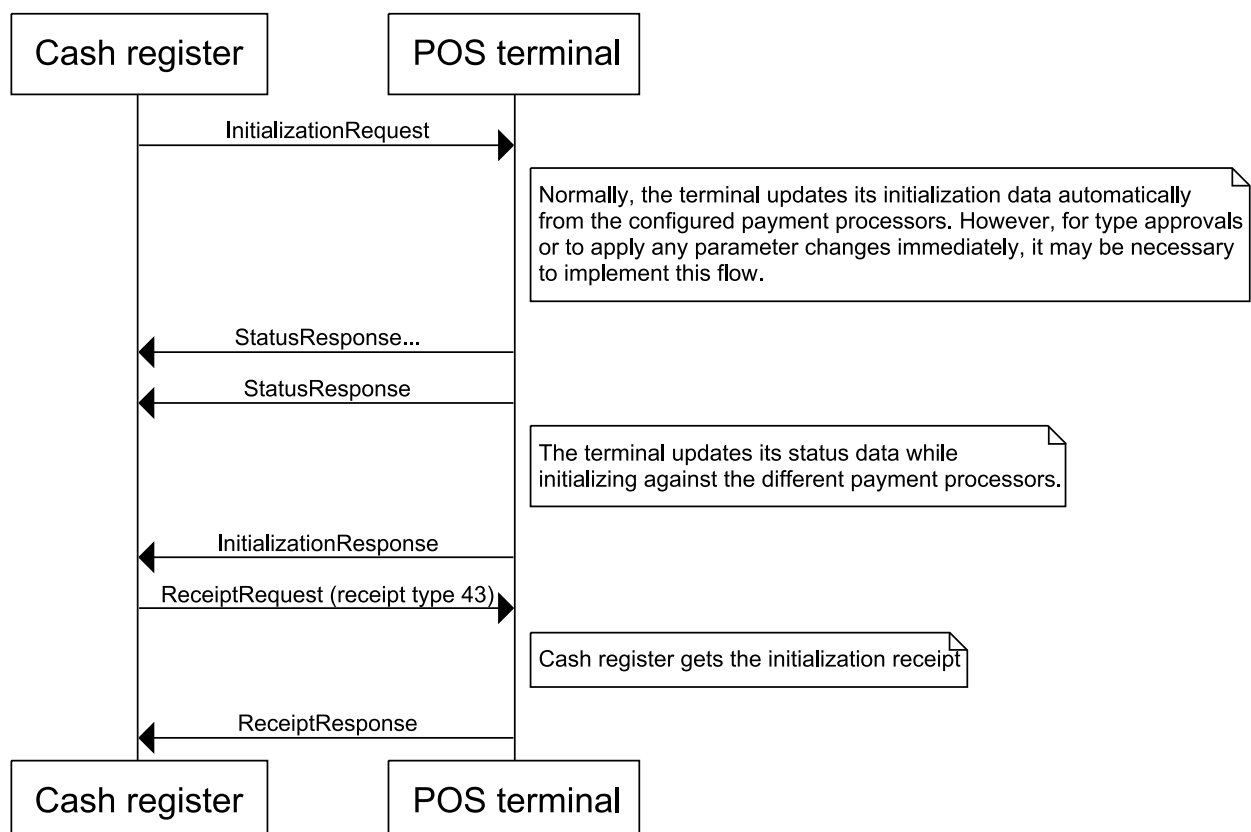 Cash register
POS terminal
InitializationRequest
Normally, the terminal updates its initialization data automatically
from the configured payment processors. However, for type approvals
or to apply any parameter changes immediately, it may be necessary
to implement this flow.
StatusResponse...
StatusResponse
The terminal updates its status data while
initializing against the different payment processors.
InitializationResponse
ReceiptRequest (receipt type 43)
Cash register gets the initialization receipt
ReceiptResponse
Cash register
POS terminal